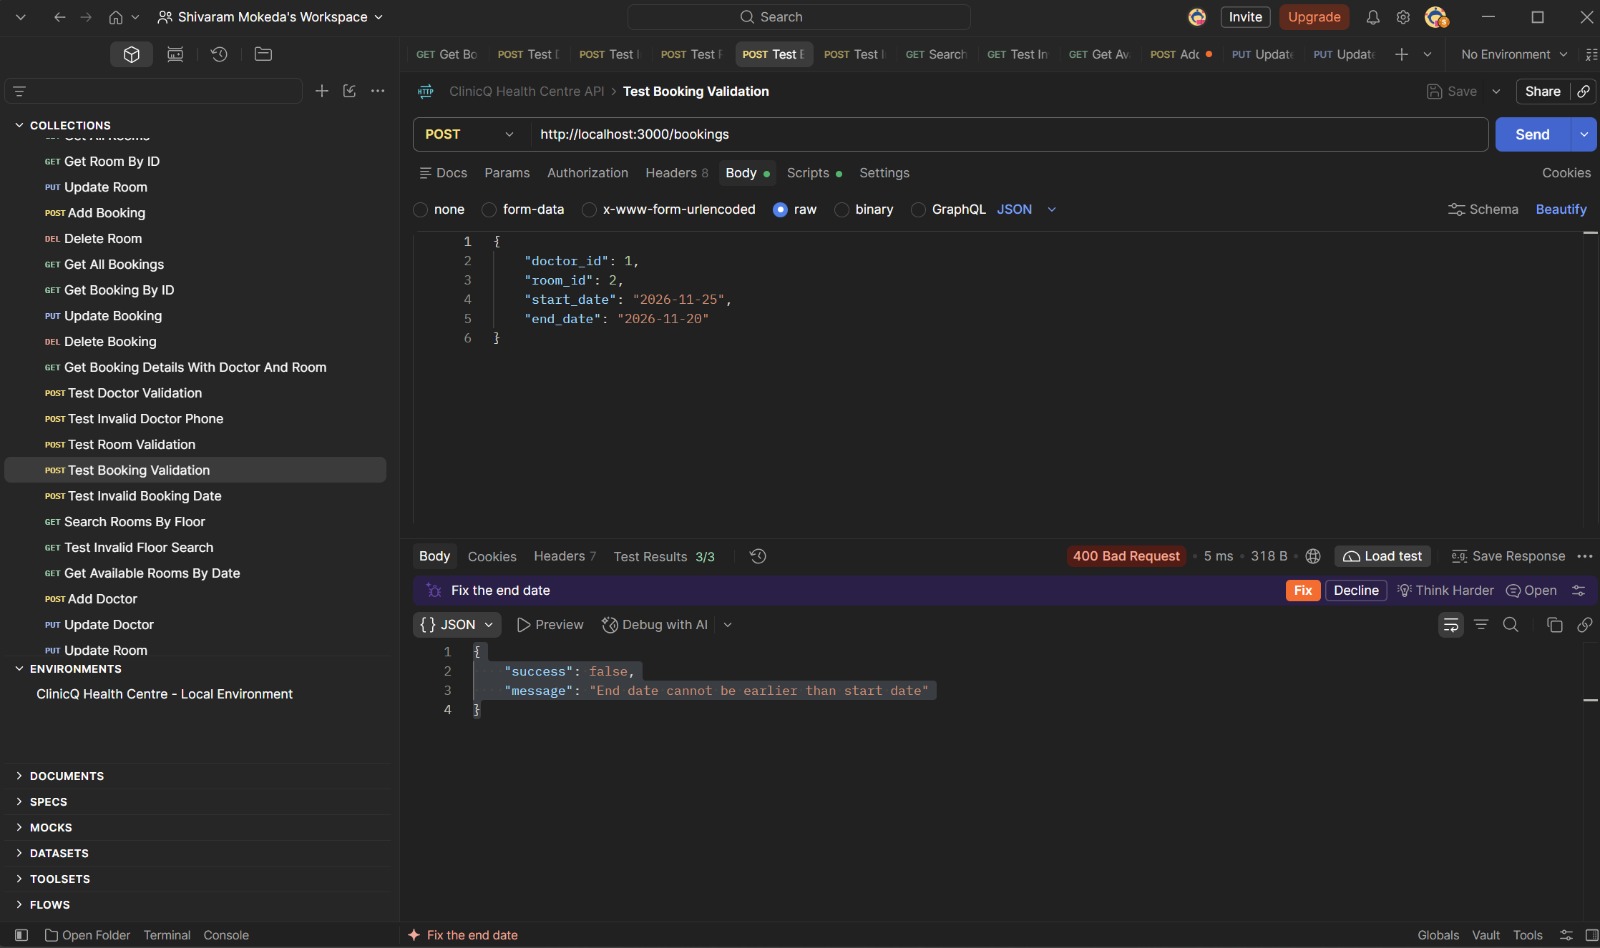 Shivaram Mokeda's Workspace
Search
Invite
Upgrade
GET Get Bo
POST Test
POST Test
POST Test
POST Test
POST Test
GET Search
GET Test In
GET Get Av
POST Adc
PUT Update
PUT Update
No Environment
COLLECTIONS
GET Get All Rooms
GET Get Room By ID
PUT Update Room
POST Add Booking
DEL Delete Room
GET Get All Bookings
GET Get Booking By ID
PUT Update Booking
DEL Delete Booking
GET Get Booking Details With Doctor And Room
POST Test Doctor Validation
POST Test Invalid Doctor Phone
POST Test Room Validation
POST Test Booking Validation
POST Test Invalid Booking Date
GET Search Rooms By Floor
GET Test Invalid Floor Search
GET Get Available Rooms By Date
POST Add Doctor
PUT Update Doctor
PUT Update Room
ENVIRONMENTS
ClinicQ Health Centre - Local Environment
DOCUMENTS
SPECS
MOCKS
DATASETS
TOOLSETS
FLOWS
HTTP ClinicQ Health Centre API > Test Booking Validation
Save
Share
POST http://localhost:3000/bookings
Send
Docs Params Authorization Headers 8 Body Scripts Settings
Cookies
none form-data x-www-form-urlencoded raw binary GraphQL JSON
Schema Beautify
1 {
2 "doctor_id": 1,
3 "room_id": 2,
4 "start_date": "2026-11-25",
5 "end_date": "2026-11-20"
6 }
Body Cookies Headers 7 Test Results 3/3
400 Bad Request • 5 ms • 318 B
Load test
e.g. Save Response
Fix the end date
Fix Decline Think Harder Open
{} JSON Preview Debug with AI
1 {
2 "success": false,
3 "message": "End date cannot be earlier than start date"
4 }
Open Folder Terminal Console
Fix the end date
Globals Vault Tools